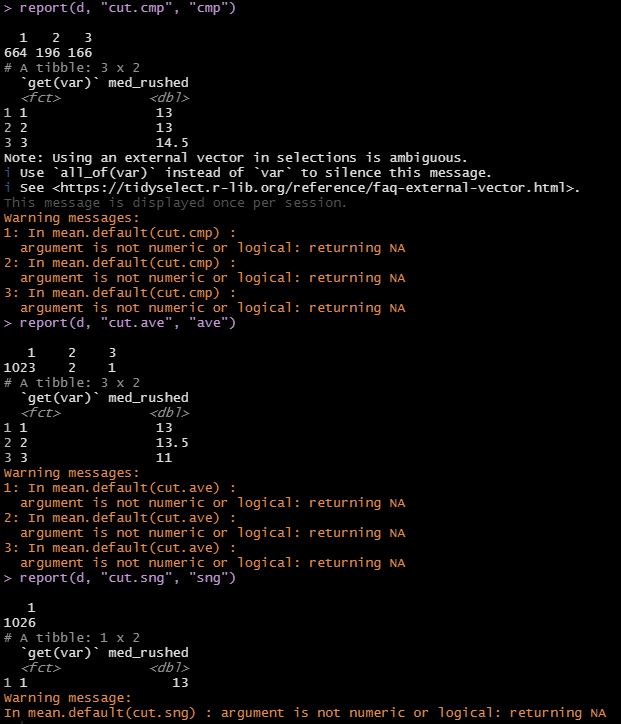 > report(d, "cut.cmp", "cmp")
1 2 3
664 196 166
# A tibble: 3 x 2
`get(var)` med_rushed
<fct> <dbl>
1 1 13
2 2 13
3 3 14.5
Note: Using an external vector in selections is ambiguous.
i Use `all_of(var)` instead of `var` to silence this message.
i See <https://tidyselect.r-lib.org/reference/faq-external-vector.html>.
This message is displayed once per session.
Warning messages:
1: In mean.default(cut.cmp) :
argument is not numeric or logical: returning NA
2: In mean.default(cut.cmp) :
argument is not numeric or logical: returning NA
3: In mean.default(cut.cmp) :
argument is not numeric or logical: returning NA
> report(d, "cut.ave", "ave")
1 2 3
1023 2 1
# A tibble: 3 x 2
`get(var)` med_rushed
<fct> <dbl>
1 1 13
2 2 13.5
3 3 11
Warning messages:
1: In mean.default(cut.ave) :
argument is not numeric or logical: returning NA
2: In mean.default(cut.ave) :
argument is not numeric or logical: returning NA
3: In mean.default(cut.ave) :
argument is not numeric or logical: returning NA
> report(d, "cut.sng", "sng")
1
1026
# A tibble: 1 x 2
`get(var)` med_rushed
<fct> <dbl>
1 1 13
Warning message:
In mean.default(cut.sng) : argument is not numeric or logical: returning NA